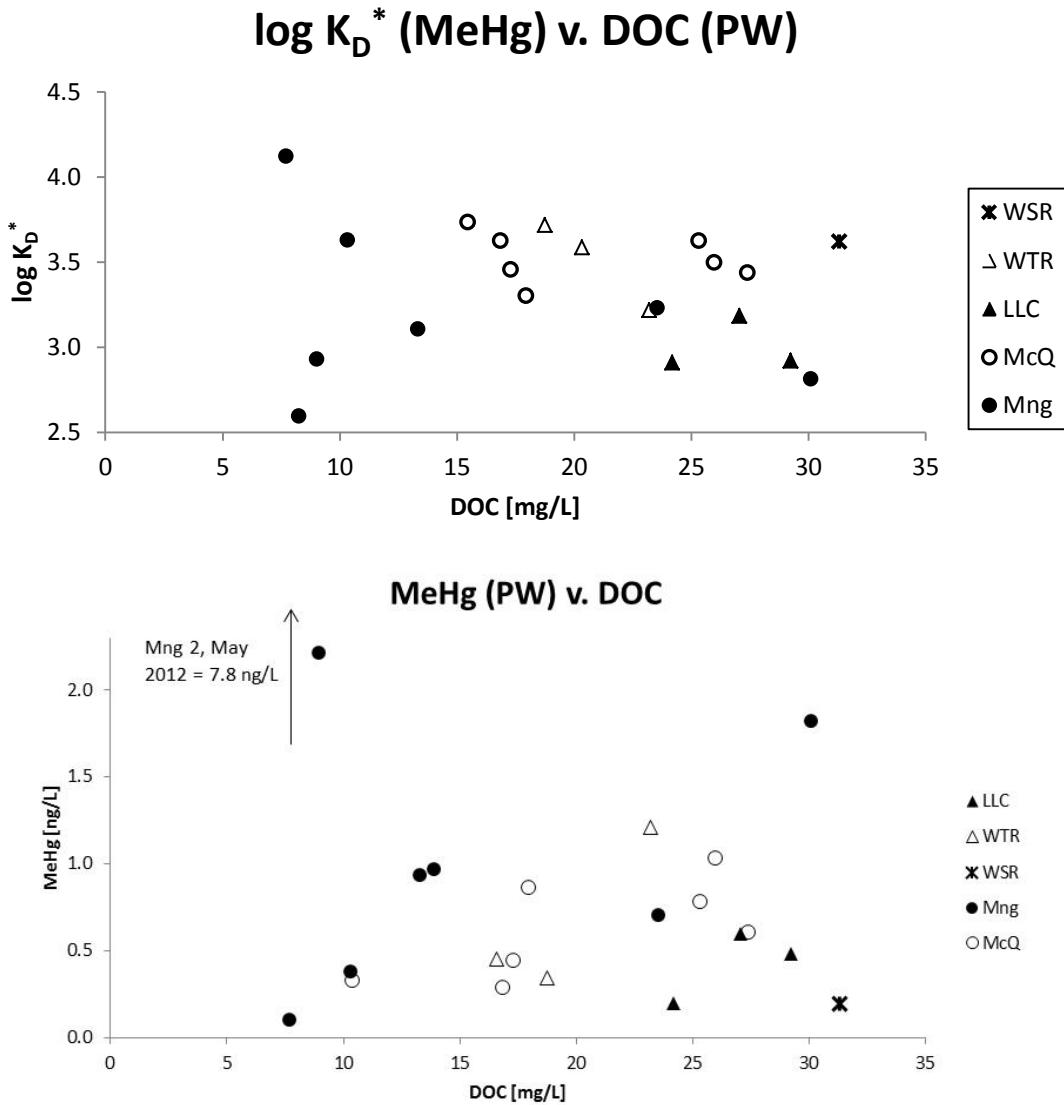 log K_D^* (MeHg) v. DOC (PW)
4.5
4.0
3.5
3.0
2.5
log K_D^*
0 5 10 15 20 25 30 35
DOC [mg/L]
WSR
WTR
LLC
McQ
Mng
MeHg (PW) v. DOC
Mng 2, May
2012 = 7.8 ng/L
2.0
1.5
1.0
0.5
0.0
MeHg [ng/L]
0 5 10 15 20 25 30 35
DOC [mg/L]
LLC
WTR
WSR
Mng
McQ